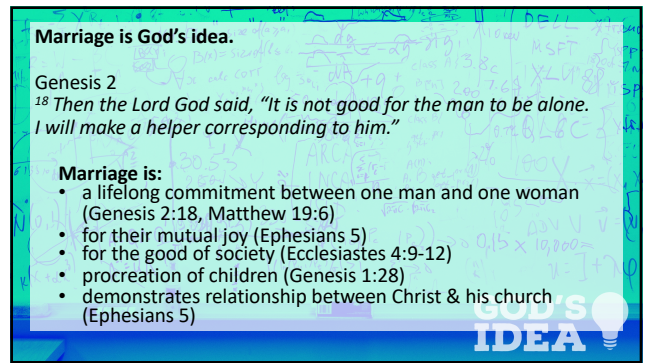 Marriage is God's idea.
Genesis 2
18 Then the Lord God said, "It is not good for the man to be alone.
I will make a helper corresponding to him."
Marriage is:
• a lifelong commitment between one man and one woman
(Genesis 2:18, Matthew 19:6)
• for their mutual joy (Ephesians 5)
• for the good of society (Ecclesiastes 4:9-12)
• procreation of children (Genesis 1:28)
• demonstrates relationship between Christ & his church
(Ephesians 5)
GOD'S
IDEA
DELL
MSFT